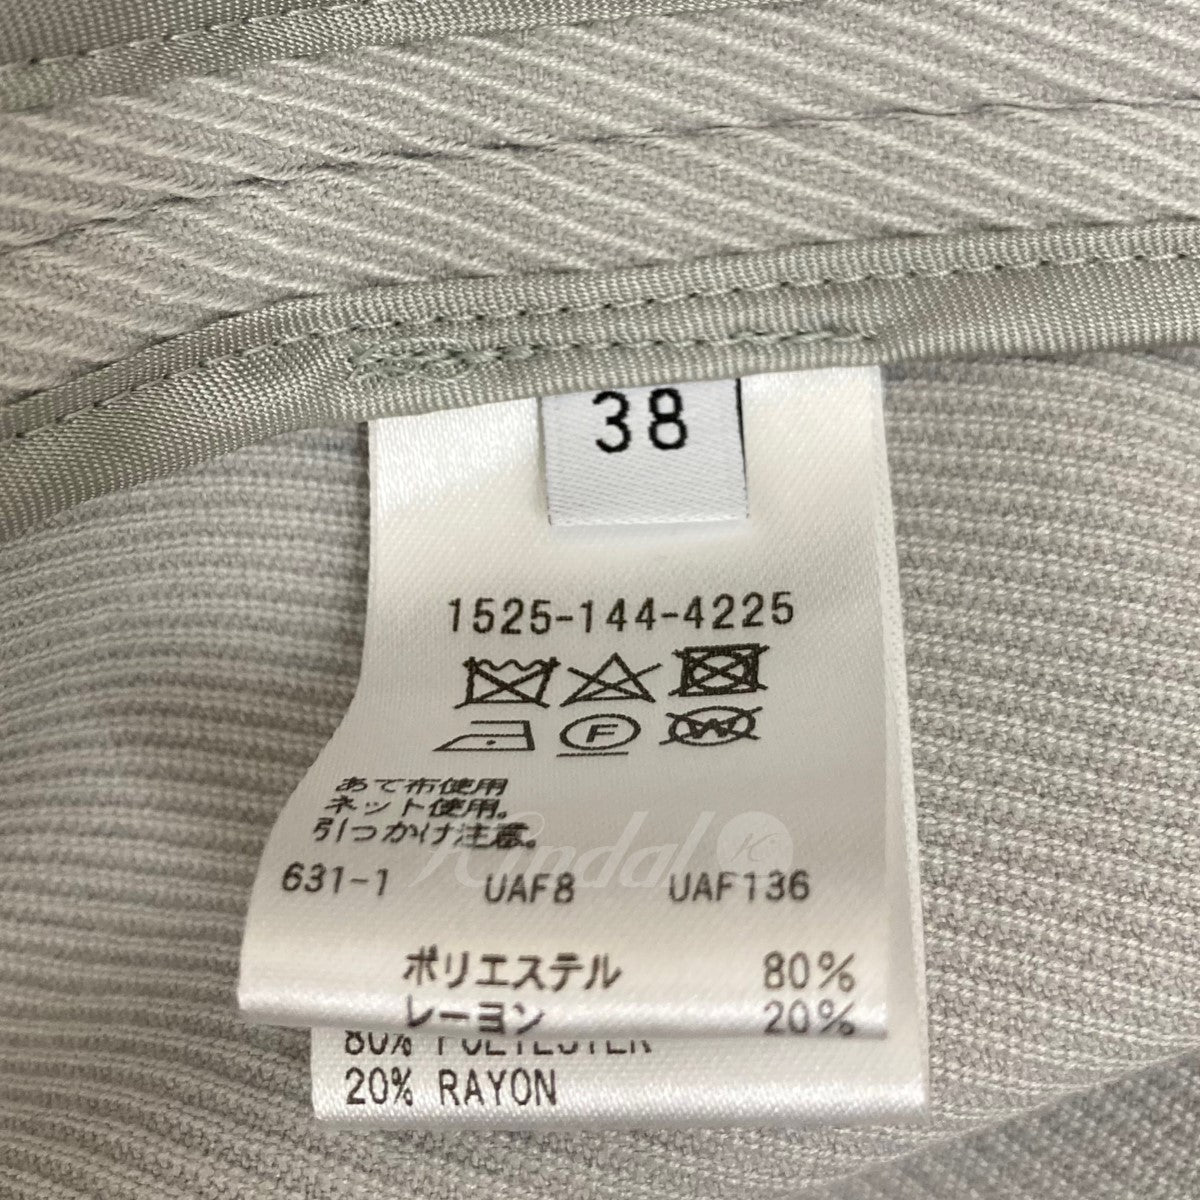 38
1525-144-4225
F
W
あて布使用
ネット使用。
引っかけ注意。
Kindal
631-1 UAF8 UAF136
ポリエステル 80%
レーヨン 20%
80% POLYESTER
20% RAYON